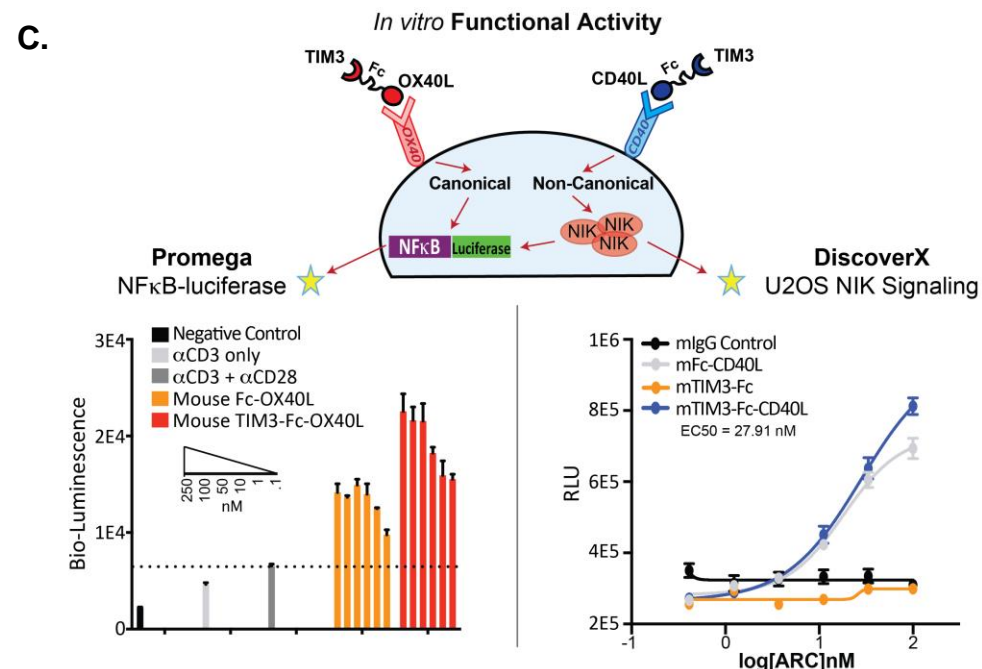 C.
In vitro Functional Activity
TIM3
Fc
OX40L
OX40
CD40L
Fc
TIM3
CD40
Canonical
Non-Canonical
NFκB Luciferase
NIK
NIK
NIK
Promega
NFκB-luciferase
DiscoverX
U2OS NIK Signaling
Bio-Luminescence
3E4
2E4
1E4
0
Negative Control
αCD3 only
αCD3 + αCD28
Mouse Fc-OX40L
Mouse TIM3-Fc-OX40L
250 100 50 10 1 .1
nM
RLU
1E6
8E5
6E5
4E5
2E5
mIgG Control
mFc-CD40L
mTIM3-Fc
mTIM3-Fc-CD40L
EC50 = 27.91 nM
-1 0 1 2
log[ARC]nM